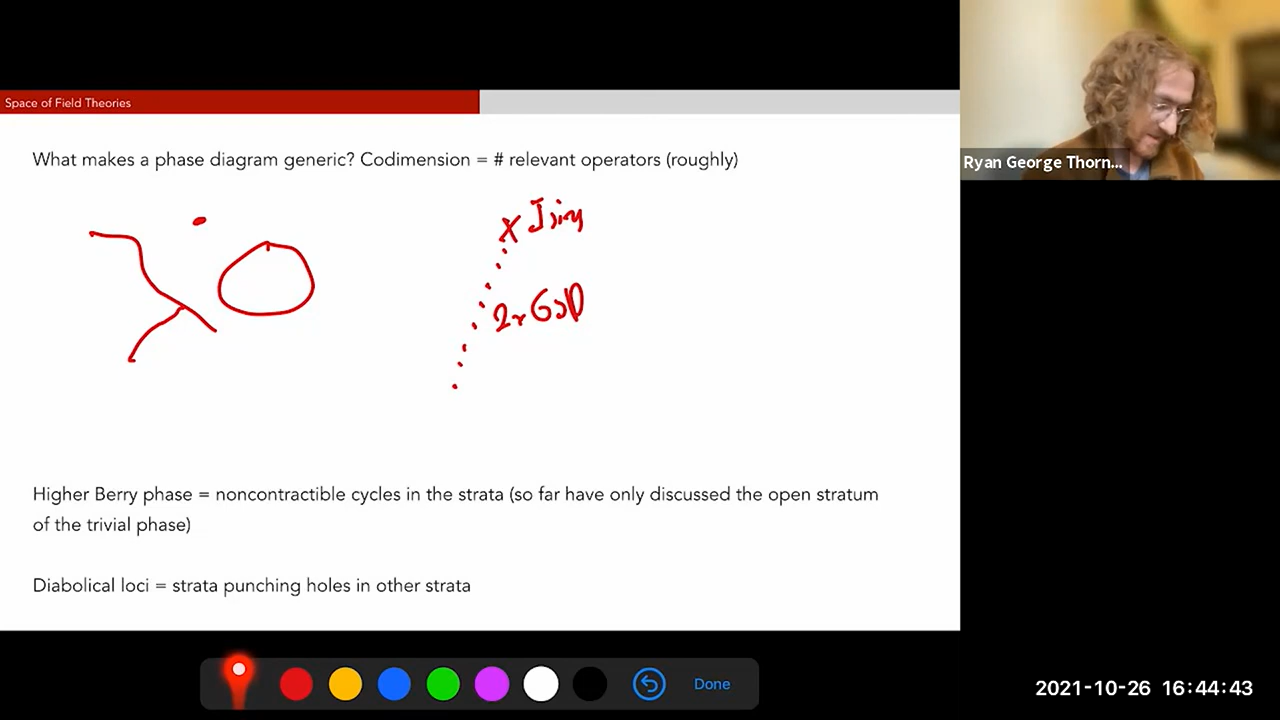 Space of Field Theories
What makes a phase diagram generic? Codimension = # relevant operators (roughly)
x Ising
2x GSD
Higher Berry phase = noncontractible cycles in the strata (so far have only discussed the open stratum
of the trivial phase)
Diabolical loci = strata punching holes in other strata
Ryan George Thorn...
Done
2021-10-26 16:44:43